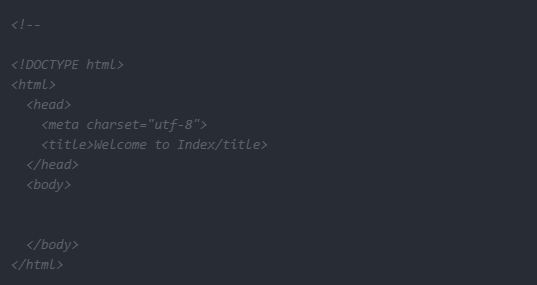 <!--
<!DOCTYPE html>
<html>
<head>
<meta charset="utf-8">
<title>Welcome to Index/title>
</head>
<body>
</body>
</html>